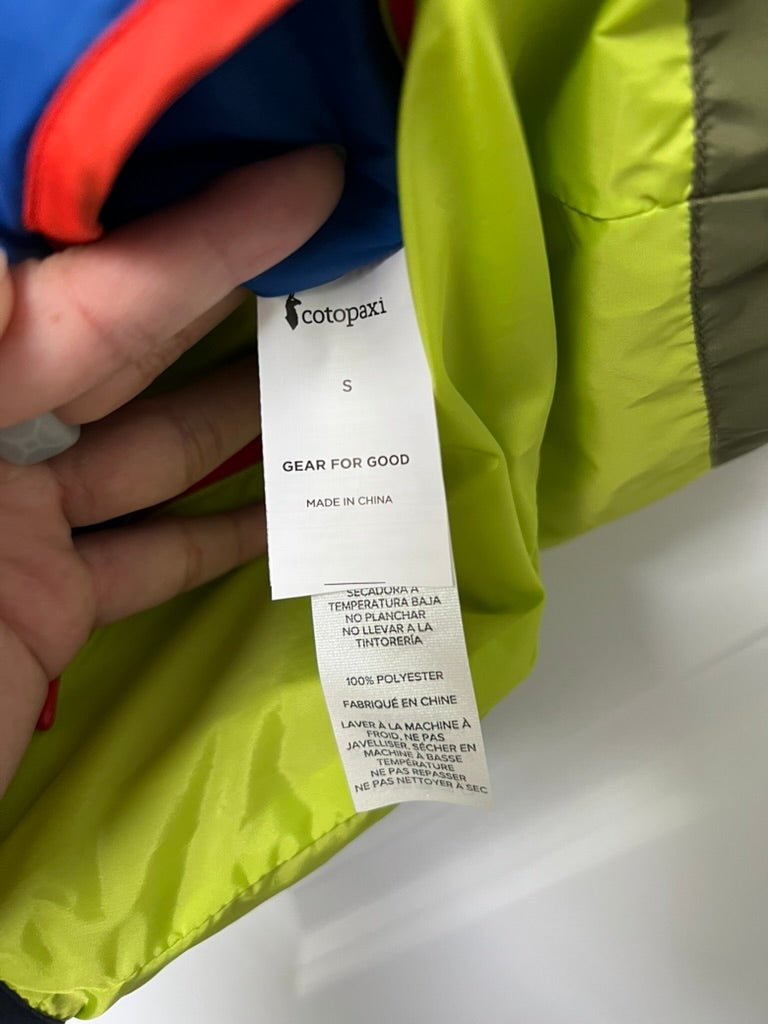 cotopaxi
S
GEAR FOR GOOD
MADE IN CHINA
SECADORA A
TEMPERATURA BAJA
NO PLANCHAR
NO LLEVAR A LA
TINTORERÍA
100% POLYESTER
FABRIQUÉ EN CHINE
LAVER À LA MACHINE À
FROID, NE PAS
JAVELLISER. SÉCHER EN
MACHINE À BASSE
TEMPÉRATURE
NE PAS REPASSER
NE PAS NETTOYER À SEC